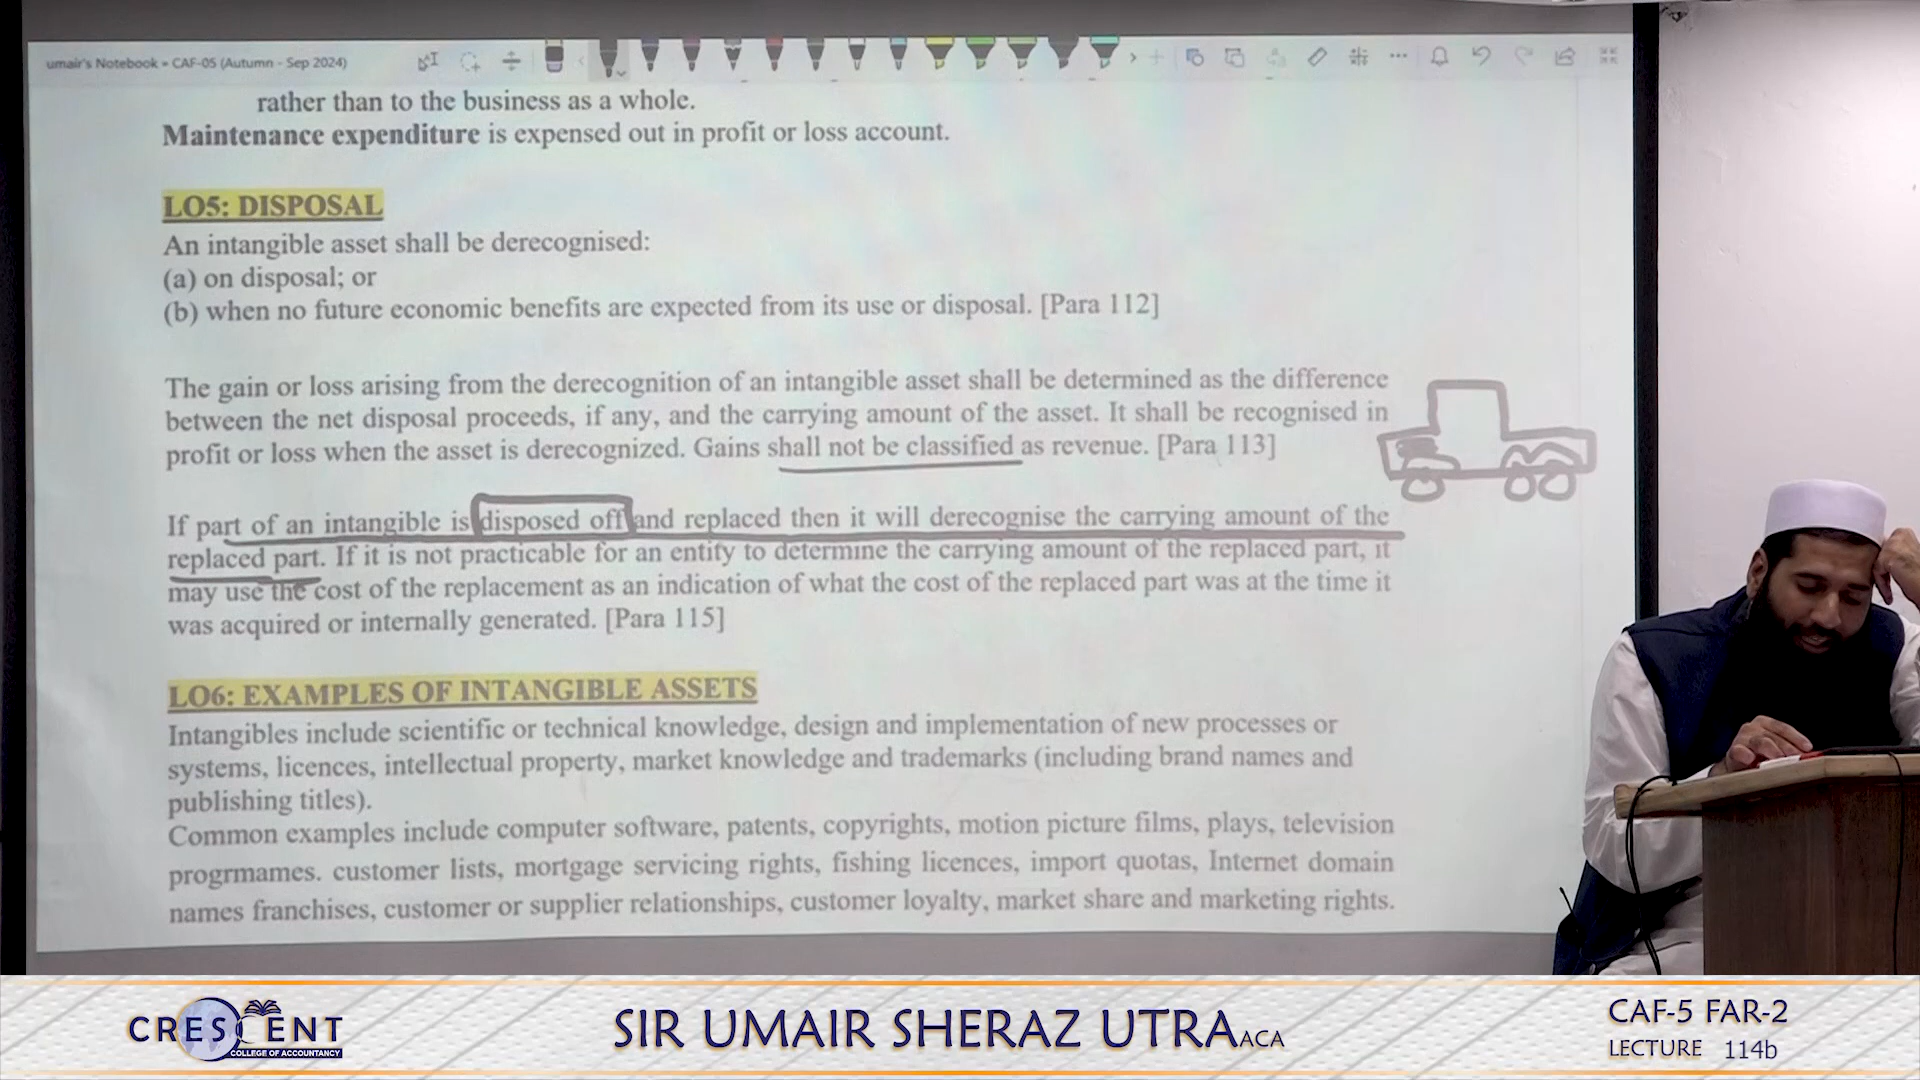 umair's Notebook » CAF-05 (Autumn - Sep 2024)
rather than to the business as a whole.
Maintenance expenditure is expensed out in profit or loss account.
LO5: DISPOSAL
An intangible asset shall be derecognised:
(a) on disposal; or
(b) when no future economic benefits are expected from its use or disposal. [Para 112]
The gain or loss arising from the derecognition of an intangible asset shall be determined as the difference
between the net disposal proceeds, if any, and the carrying amount of the asset. It shall be recognised in
profit or loss when the asset is derecognized. Gains shall not be classified as revenue. [Para 113]
If part of an intangible is disposed off and replaced then it will derecognise the carrying amount of the
replaced part. If it is not practicable for an entity to determine the carrying amount of the replaced part, it
may use the cost of the replacement as an indication of what the cost of the replaced part was at the time it
was acquired or internally generated. [Para 115]
LO6: EXAMPLES OF INTANGIBLE ASSETS
Intangibles include scientific or technical knowledge, design and implementation of new processes or
systems, licences, intellectual property, market knowledge and trademarks (including brand names and
publishing titles).
Common examples include computer software, patents, copyrights, motion picture films, plays, television
progrmames. customer lists, mortgage servicing rights, fishing licences, import quotas, Internet domain
names franchises, customer or supplier relationships, customer loyalty, market share and marketing rights.
CRESCENT
COLLEGE OF ACCOUNTANCY
SIR UMAIR SHERAZ UTRA ACA
CAF-5 FAR-2
LECTURE 114b